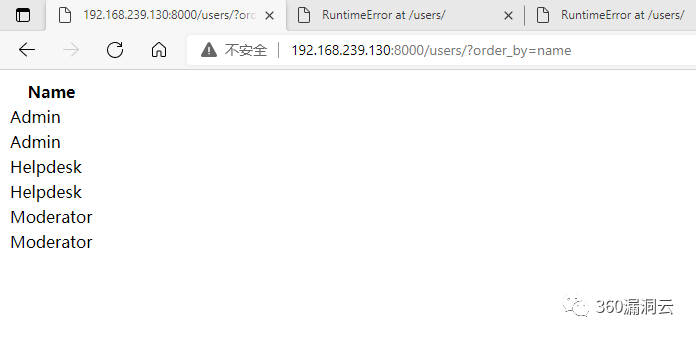 192.168.239.130:8000/users/?ord
RuntimeError at /users/
RuntimeError at /users/
不安全
192.168.239.130:8000/users/?order_by=name
Name
Admin
Admin
Helpdesk
Helpdesk
Moderator
Moderator
360漏洞云